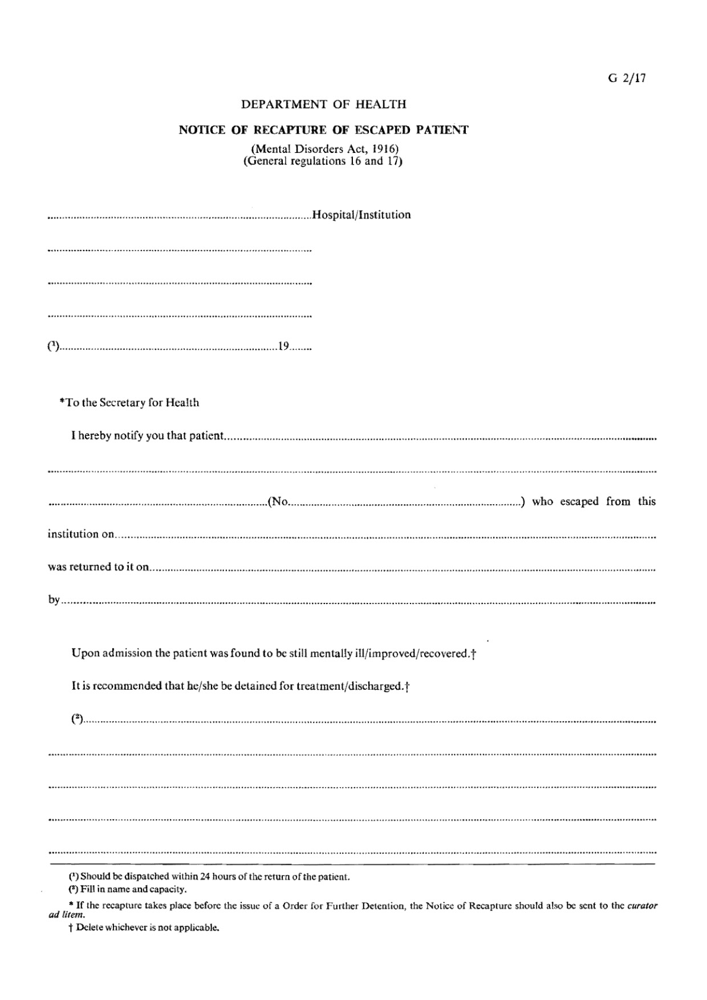 G 2/17
DEPARTMENT OF HEALTH
NOTICE OF RECAPTURE OF ESCAPED PATIENT
(Mental Disorders Act, 1916)
(General regulations 16 and 17)
........................................Hospital/Institution
........................................
........................................
........................................
(¹)........................................19........
*To the Secretary for Health
I hereby notify you that patient........................................
........................................
........................................(No........................................) who escaped from this
institution on........................................
was returned to it on........................................
by........................................
Upon admission the patient was found to be still mentally ill/improved/recovered.†
It is recommended that he/she be detained for treatment/discharged.†
(²)........................................
........................................
........................................
........................................
........................................
(¹) Should be dispatched within 24 hours of the return of the patient.
(²) Fill in name and capacity.
* If the recapture takes place before the issue of a Order for Further Detention, the Notice of Recapture should also be sent to the curator
ad litem.
† Delete whichever is not applicable.